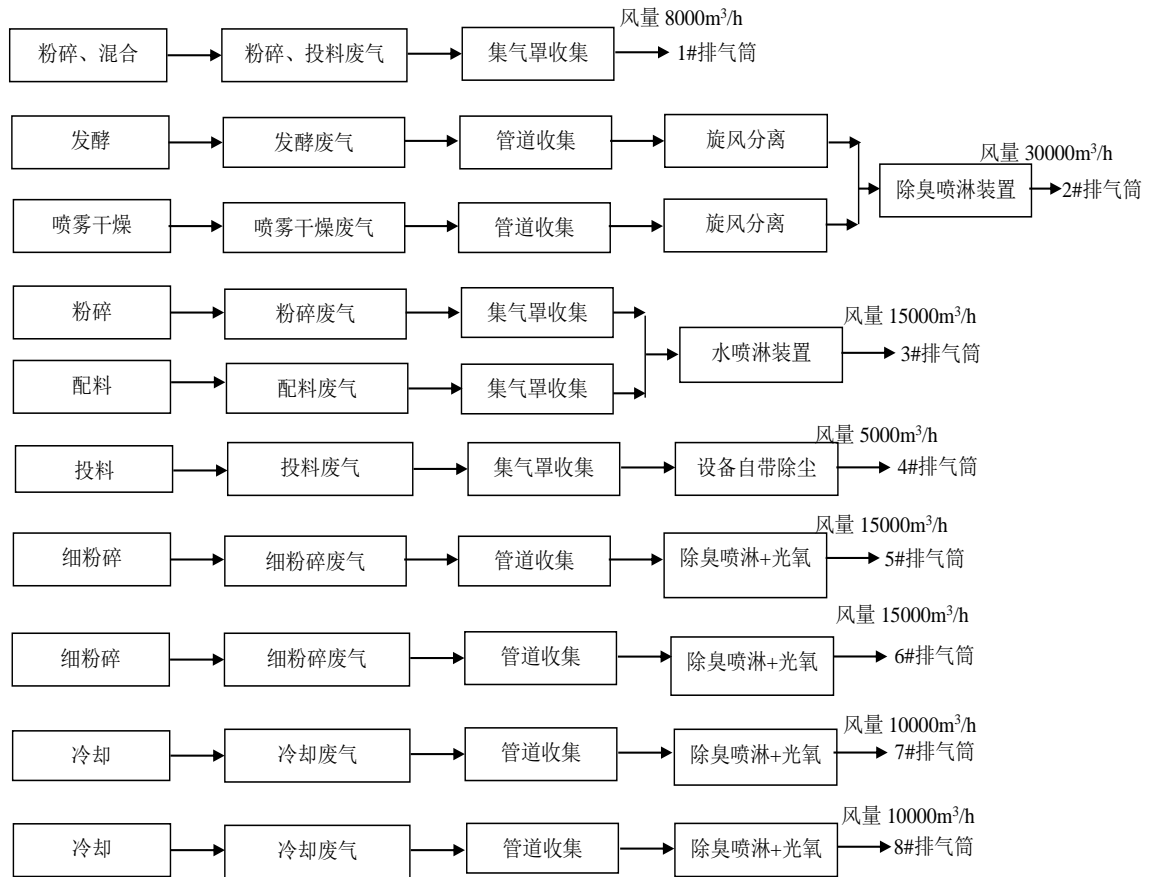 风量 8000m³/h
粉碎、混合
粉碎、投料废气
集气罩收集
1#排气筒
发酵
发酵废气
管道收集
旋风分离
风量 30000m³/h
除臭喷淋装置
2#排气筒
喷雾干燥
喷雾干燥废气
管道收集
旋风分离
粉碎
粉碎废气
集气罩收集
风量 15000m³/h
水喷淋装置
3#排气筒
配料
配料废气
集气罩收集
风量 5000m³/h
投料
投料废气
集气罩收集
设备自带除尘
4#排气筒
风量 15000m³/h
细粉碎
细粉碎废气
管道收集
除臭喷淋+光氧
5#排气筒
风量 15000m³/h
细粉碎
细粉碎废气
管道收集
除臭喷淋+光氧
6#排气筒
风量 10000m³/h
冷却
冷却废气
管道收集
除臭喷淋+光氧
7#排气筒
风量 10000m³/h
冷却
冷却废气
管道收集
除臭喷淋+光氧
8#排气筒